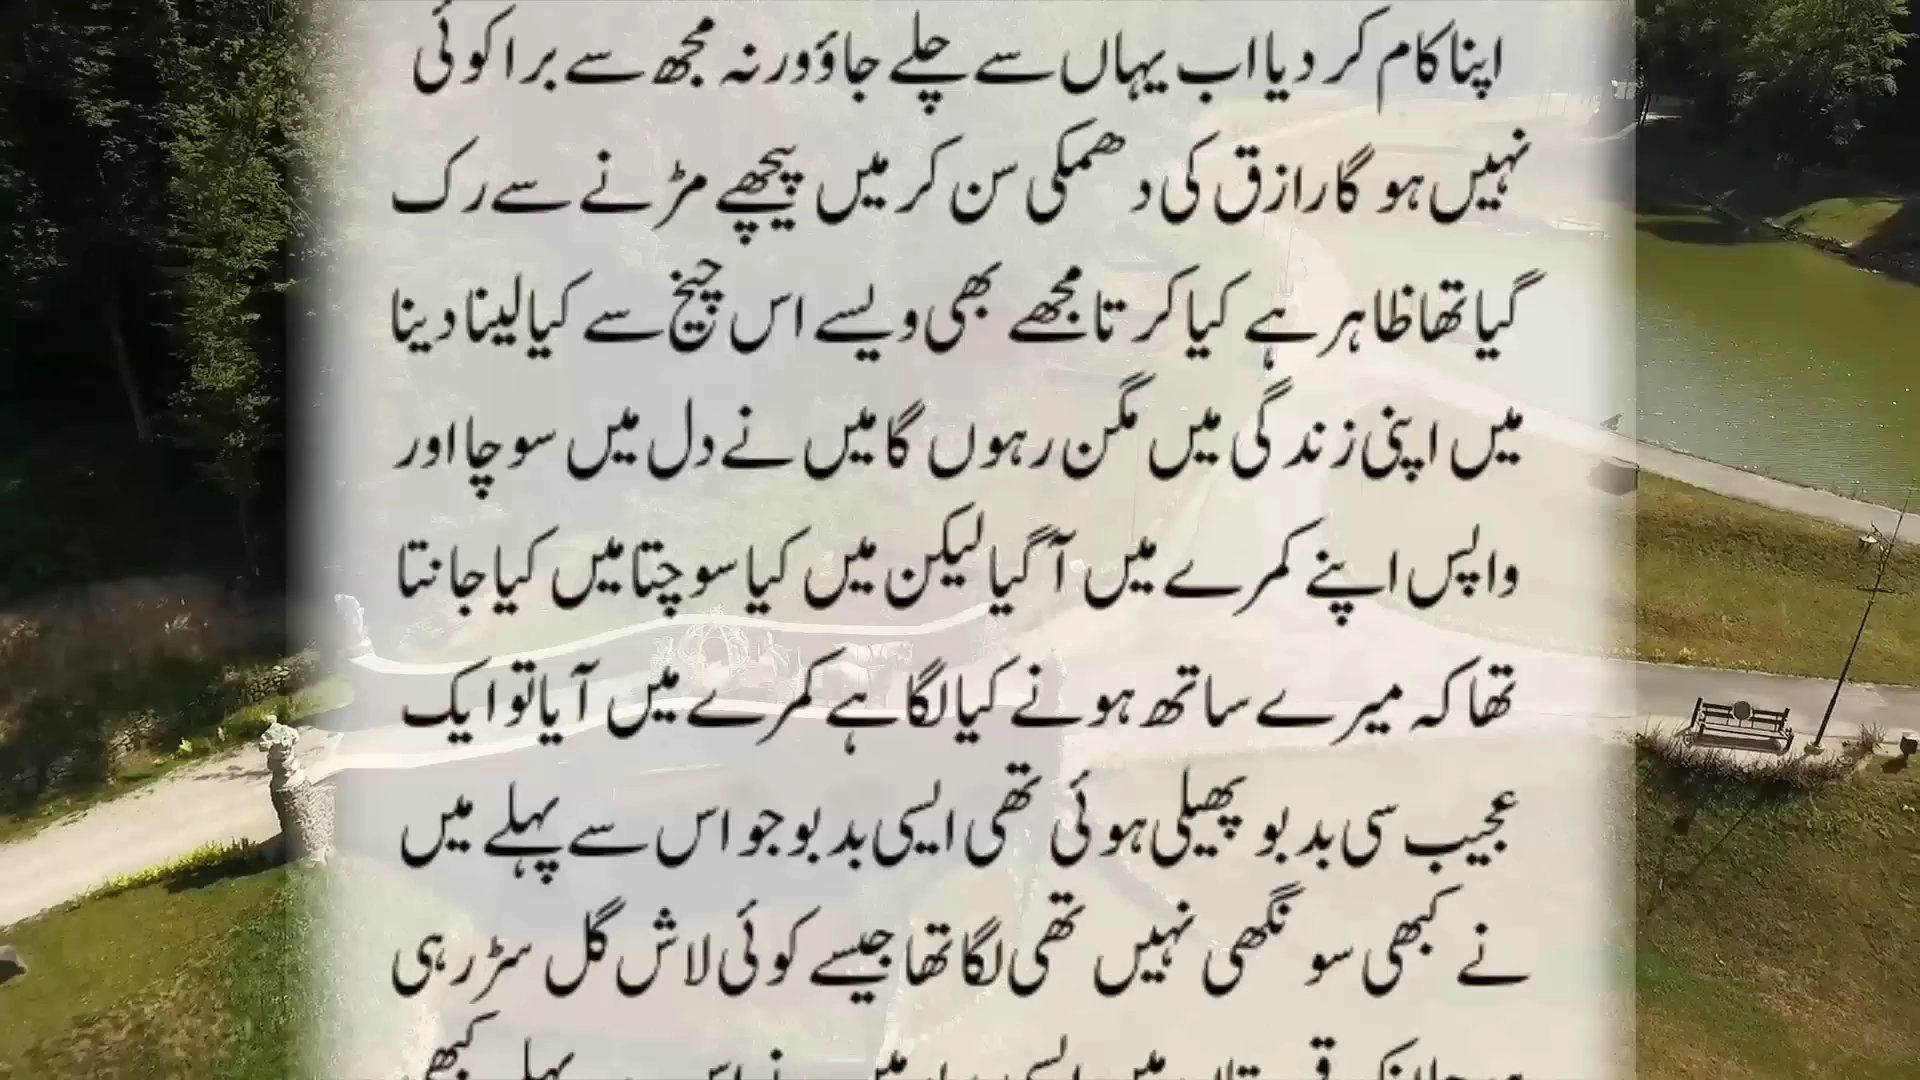 اپنا کام کر دیا اب یہاں سے چلے جاؤ ورنہ مجھ سے برا کوئی
نہیں ہو گا رازق کی دھمکی سن کر میں پیچھے مڑنے سے رک
گیا تھا ظاہر ہے کیا کرتا مجھے بھی ویسے اس چیخ سے کیا لینا دینا
میں اپنی زندگی میں مگن رہوں گا میں نے دل میں سوچا اور
واپس اپنے کمرے میں آگیا لیکن میں کیا سوچتا میں کیا جانتا
تھا کہ میرے ساتھ ہونے کیا لگا ہے کمرے میں آیا تو ایک
عجیب سی بدبو پھیلی ہوئی تھی ایسی بدبو جو اس سے پہلے میں
نے کبھی سونگھی نہیں تھی لگا تھا جیسے کوئی لاش گل سڑ رہی